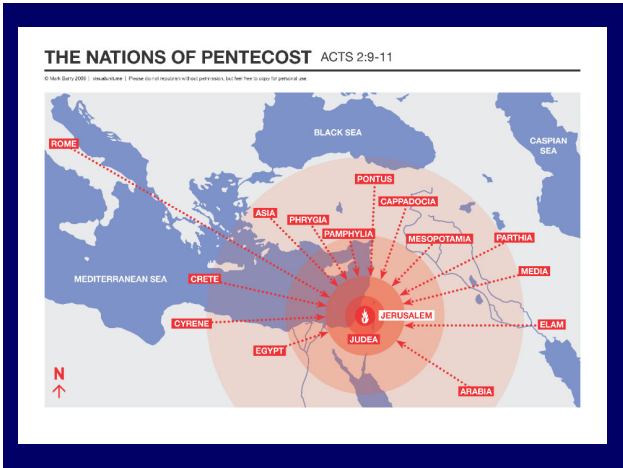 THE NATIONS OF PENTECOST ACTS 2:9-11
© Mark Barry 2009 | visualunit.me | Please do not republish without permission, but feel free to copy for personal use.
BLACK SEA
CASPIAN
SEA
ROME
PONTUS
CAPPADOCIA
ASIA
PHRYGIA
PAMPHYLIA
MESOPOTAMIA
PARTHIA
MEDIA
MEDITERRANEAN SEA
CRETE
JERUSALEM
CYRENE
ELAM
JUDEA
EGYPT
N
ARABIA